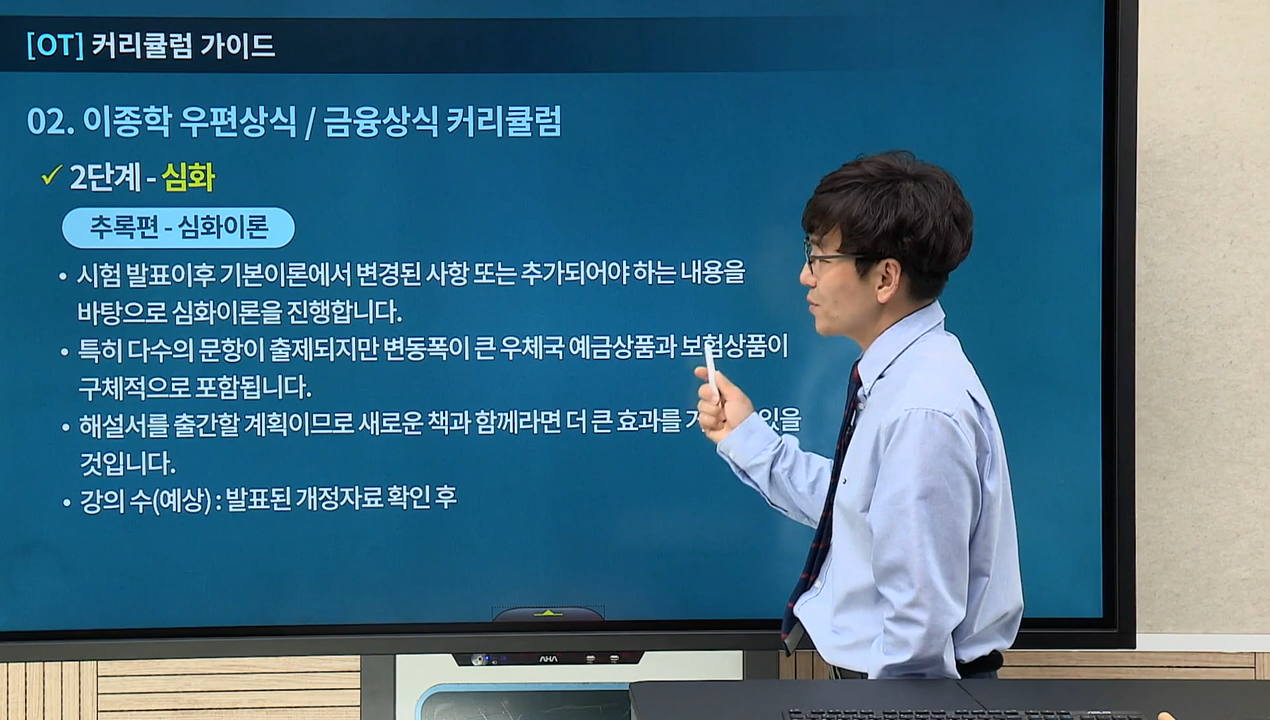 [OT] 커리큘럼 가이드
02. 이종학 우편상식 / 금융상식 커리큘럼
✓ 2단계 - 심화
추록편 - 심화이론
• 시험 발표이후 기본이론에서 변경된 사항 또는 추가되어야 하는 내용을
바탕으로 심화이론을 진행합니다.
• 특히 다수의 문항이 출제되지만 변동폭이 큰 우체국 예금상품과 보험상품이
구체적으로 포함됩니다.
• 해설서를 출간할 계획이므로 새로운 책과 함께라면 더 큰 효과를 있을
것입니다.
• 강의 수(예상) : 발표된 개정자료 확인 후
AHA